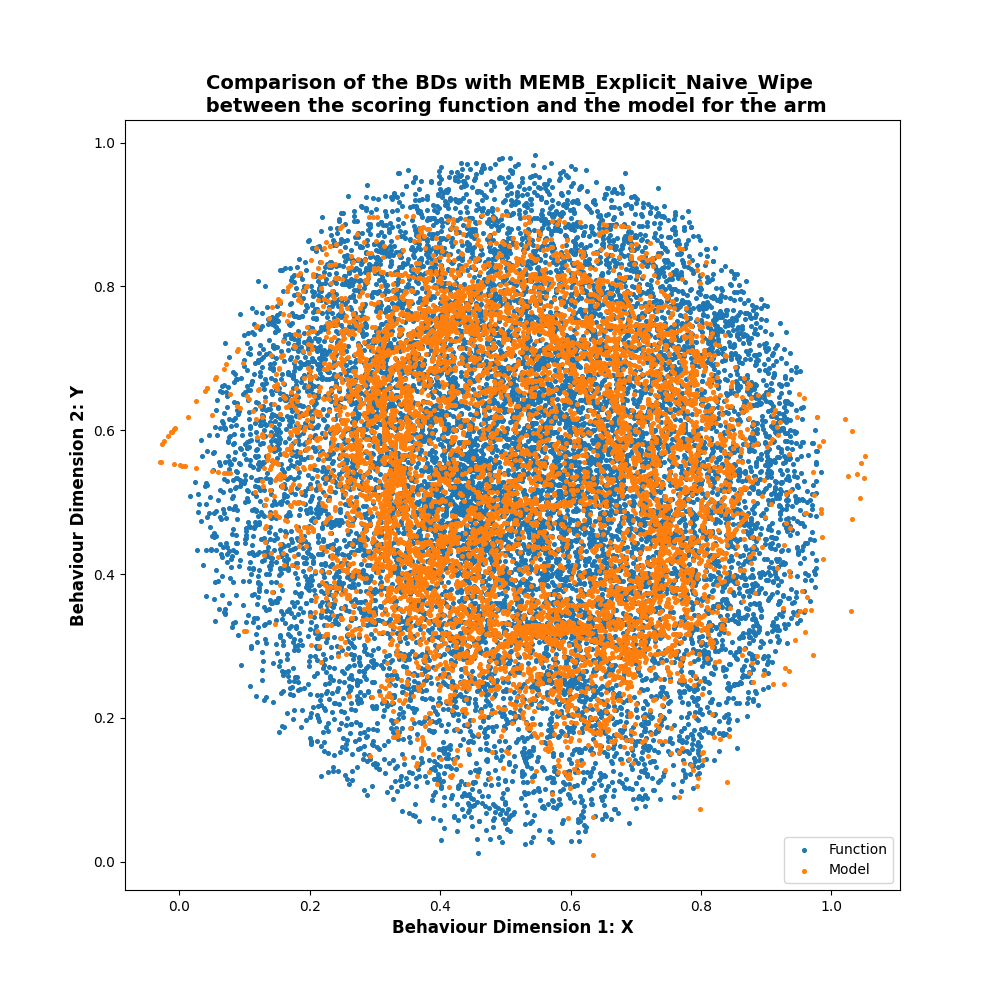 Comparison of the BDs with MEMB_Explicit_Naive_Wipe
between the scoring function and the model for the arm
1.0
0.8
0.6
0.4
0.2
0.0
Behaviour Dimension 2: Y
0.0 0.2 0.4 0.6 0.8 1.0
Behaviour Dimension 1: X
Function
Model